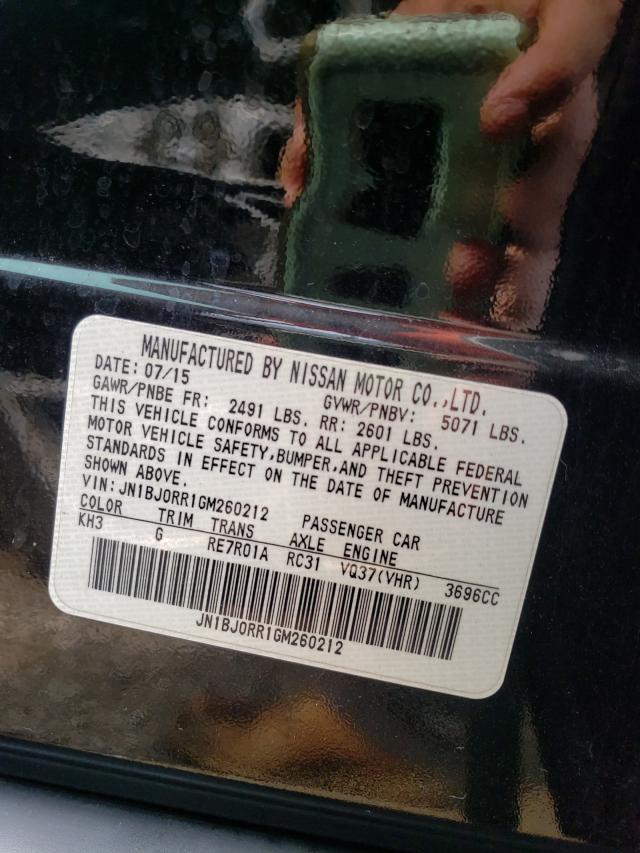 MANUFACTURED BY NISSAN MOTOR CO.,LTD.
DATE: 07/15 GVWR/PNBV: 5071 LBS.
GAWR/PNBE FR: 2491 LBS. RR: 2601 LBS.
THIS VEHICLE CONFORMS TO ALL APPLICABLE FEDERAL
MOTOR VEHICLE SAFETY,BUMPER,AND THEFT PREVENTION
STANDARDS IN EFFECT ON THE DATE OF MANUFACTURE
SHOWN ABOVE.
VIN: JN1BJ0RR1GM260212 PASSENGER CAR
COLOR TRIM TRANS AXLE ENGINE
KH3 G RE7R01A RC31 VQ37(VHR) 3696CC
JN1BJ0RR1GM260212